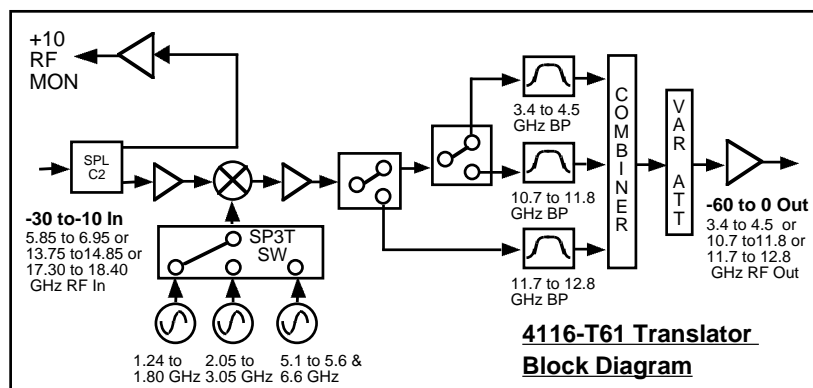 +10
RF
MON
SPL
C2
-30 to-10 In
5.85 to 6.95 or
13.75 to14.85 or
17.30 to 18.40
GHz RF In
SP3T
SW
1.24 to
1.80 GHz
2.05 to
3.05 GHz
5.1 to 5.6 &
6.6 GHz
3.4 to 4.5
GHz BP
10.7 to 11.8
GHz BP
11.7 to 12.8
GHz BP
COMBINER
VAR ATT
-60 to 0 Out
3.4 to 4.5 or
10.7 to11.8 or
11.7 to 12.8
GHz RF Out
4116-T61 Translator
Block Diagram